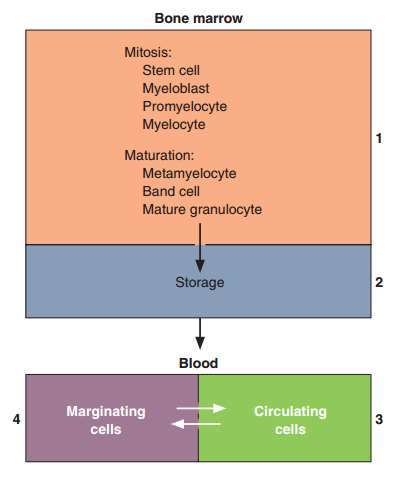 Bone marrow
Mitosis:
Stem cell
Myeloblast
Promyelocyte
Myelocyte
1
Maturation:
Metamyelocyte
Band cell
Mature granulocyte
Storage
2
Blood
4
Marginating
cells
Circulating
cells
3